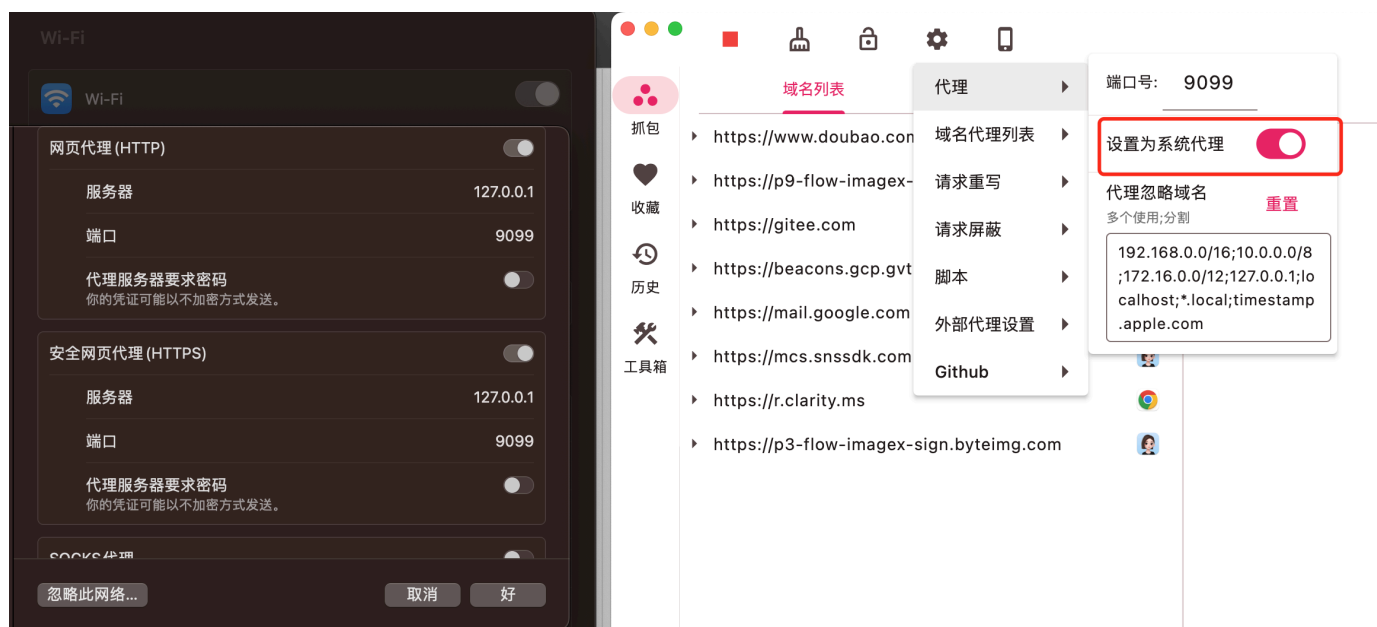 Wi-Fi
Wi-Fi
网页代理(HTTP)
服务器
127.0.0.1
端口
9099
代理服务器要求密码
你的凭证可能以不加密方式发送。
安全网页代理(HTTPS)
服务器
127.0.0.1
端口
9099
代理服务器要求密码
你的凭证可能以不加密方式发送。
SOCKS代理
忽略此网络...
取消
好
抓包
收藏
历史
工具箱
域名列表
https://www.doubao.con
https://p9-flow-imagex-
https://gitee.com
https://beacons.gcp.gvt
https://mail.google.com
https://mcs.snssdk.com
https://r.clarity.ms
https://p3-flow-imagex-sign.byteimg.com
代理
域名代理列表
请求重写
请求屏蔽
脚本
外部代理设置
Github
端口号:
9099
设置为系统代理
代理忽略域名
多个使用;分割
重置
192.168.0.0/16;10.0.0.0/8
;172.16.0.0/12;127.0.0.1;lo
calhost;*.local;timestamp
.apple.com